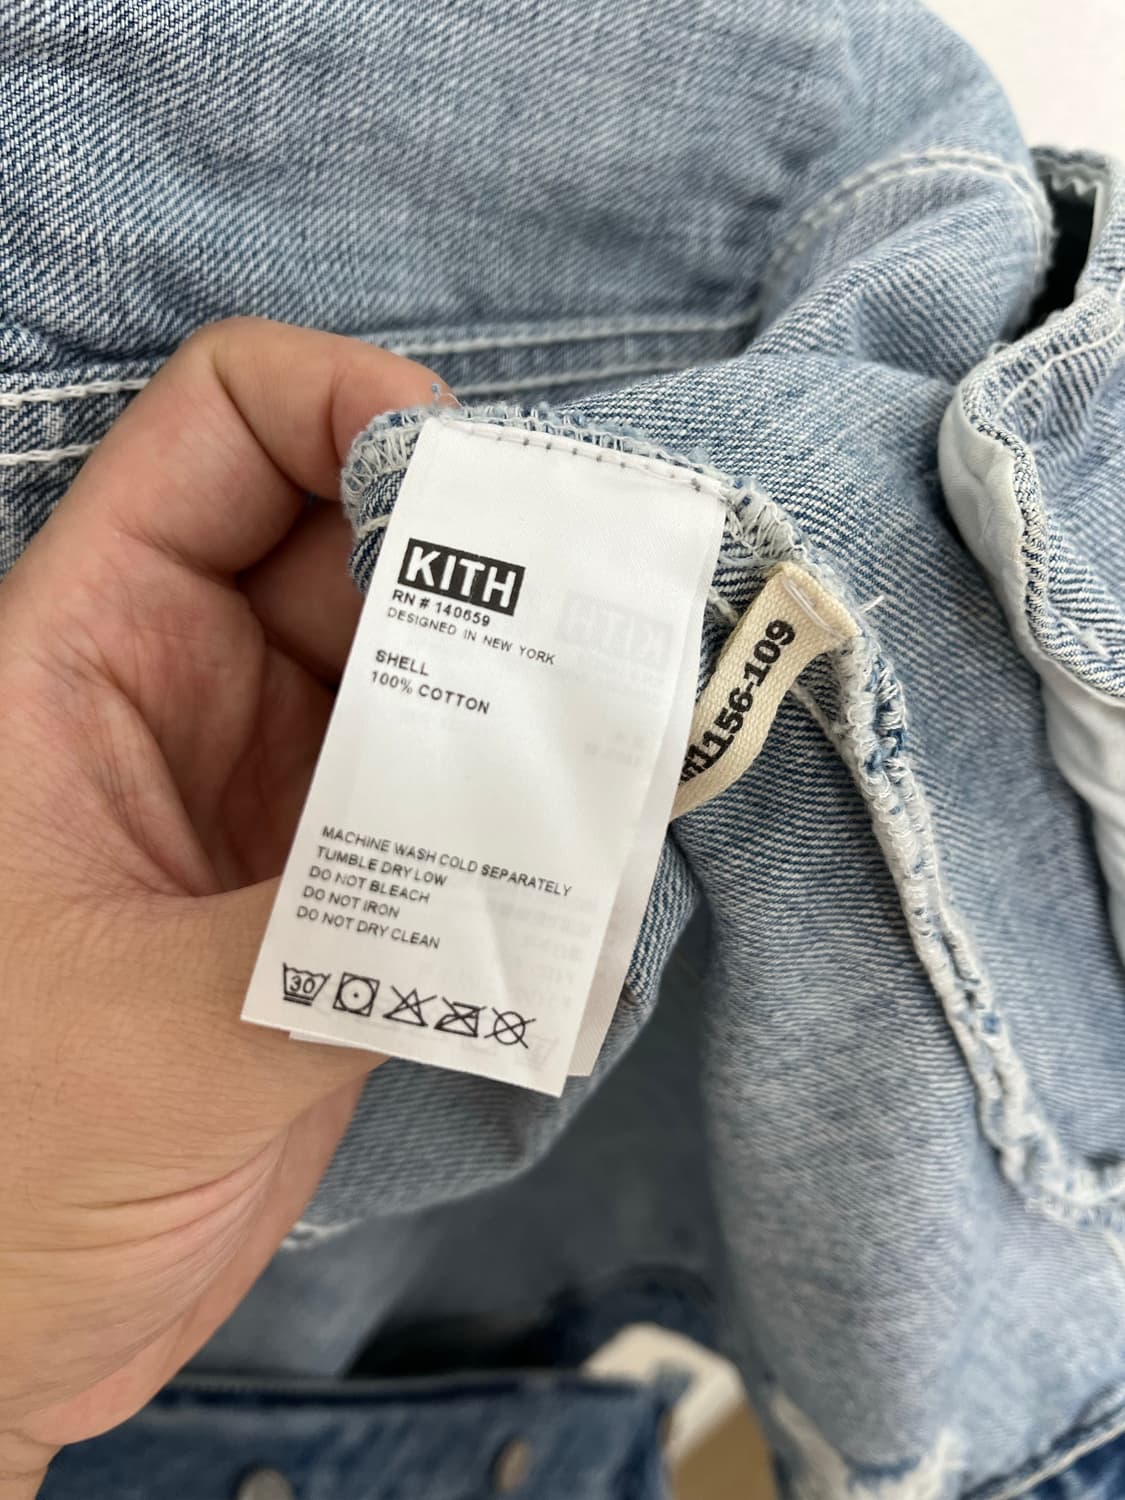 KITH
RN # 140659
DESIGNED IN NEW YORK
SHELL
100% COTTON
MACHINE WASH COLD SEPARATELY
TUMBLE DRY LOW
DO NOT BLEACH
DO NOT IRON
DO NOT DRY CLEAN
30
1156-109